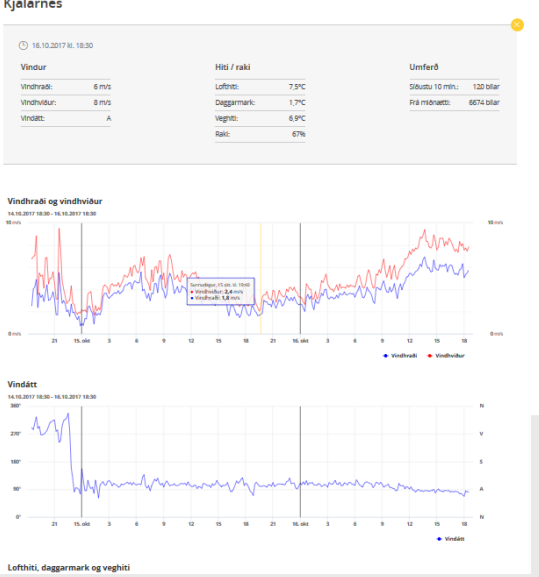 Kjalarnes
16.10.2017 kl. 18:30
Vindur
Vindhraði: 6 m/s
Vindhviður: 8 m/s
Vindátt: A
Hiti / raki
Lofthiti: 7,5°C
Daggarmark: 1,7°C
Veghiti: 6,9°C
Raki: 67%
Umferð
Síðustu 10 mín.: 120 bílar
Frá miðnætti: 6674 bílar
Vindhraði og vindhviður
14.10.2017 18:30 - 16.10.2017 18:30
10 m/s 10 m/s
Vindhviður: 2,4 m/s
Vindhraði: 1,8 m/s
0 m/s 0 m/s
21 15. okt 3 6 9 12 15 18 21 16. okt 3 6 9 12 15 18
Vindhraði Vindhviður
Vindátt
14.10.2017 18:30 - 16.10.2017 18:30
360° N
270° V
180° S
90° A
0° N
21 15. okt 3 6 9 12 15 18 21 16. okt 3 6 9 12 15 18
Vindátt
Lofthiti, daggarmark og veghiti